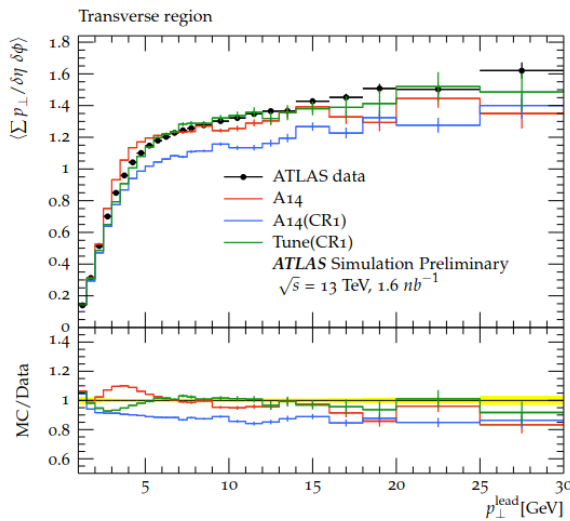 Transverse region
⟨∑ p⊥/δη δϕ⟩
1.8
1.6
1.4
1.2
1
0.8
0.6
0.4
0.2
0
ATLAS data
A14
A14(CR1)
Tune(CR1)
ATLAS Simulation Preliminary
√s = 13 TeV, 1.6 nb⁻¹
MC/Data
1.4
1.2
1
0.8
0.6
5 10 15 20 25 30
p⊥^lead[GeV]